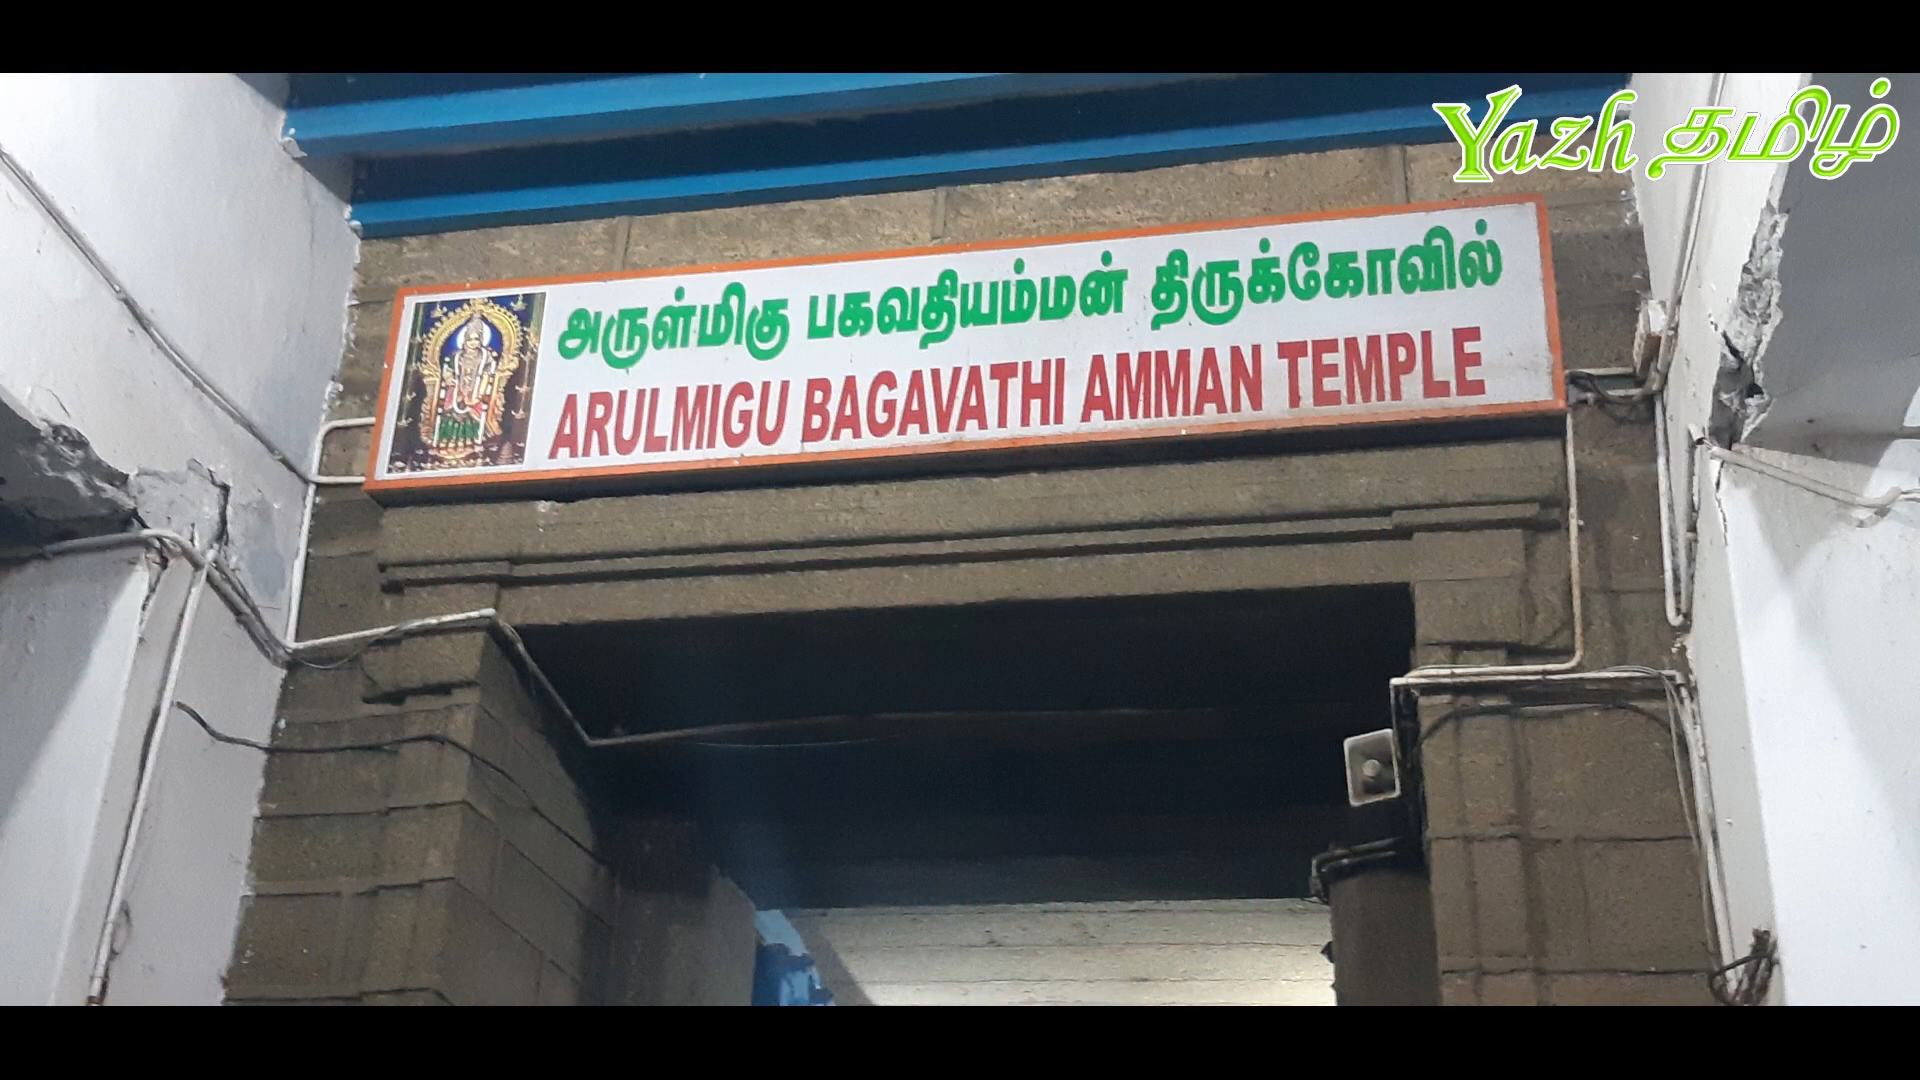 Yazh தமிழ்
அருள்மிகு பகவதியம்மன் திருக்கோவில்
ARULMIGU BAGAVATHI AMMAN TEMPLE